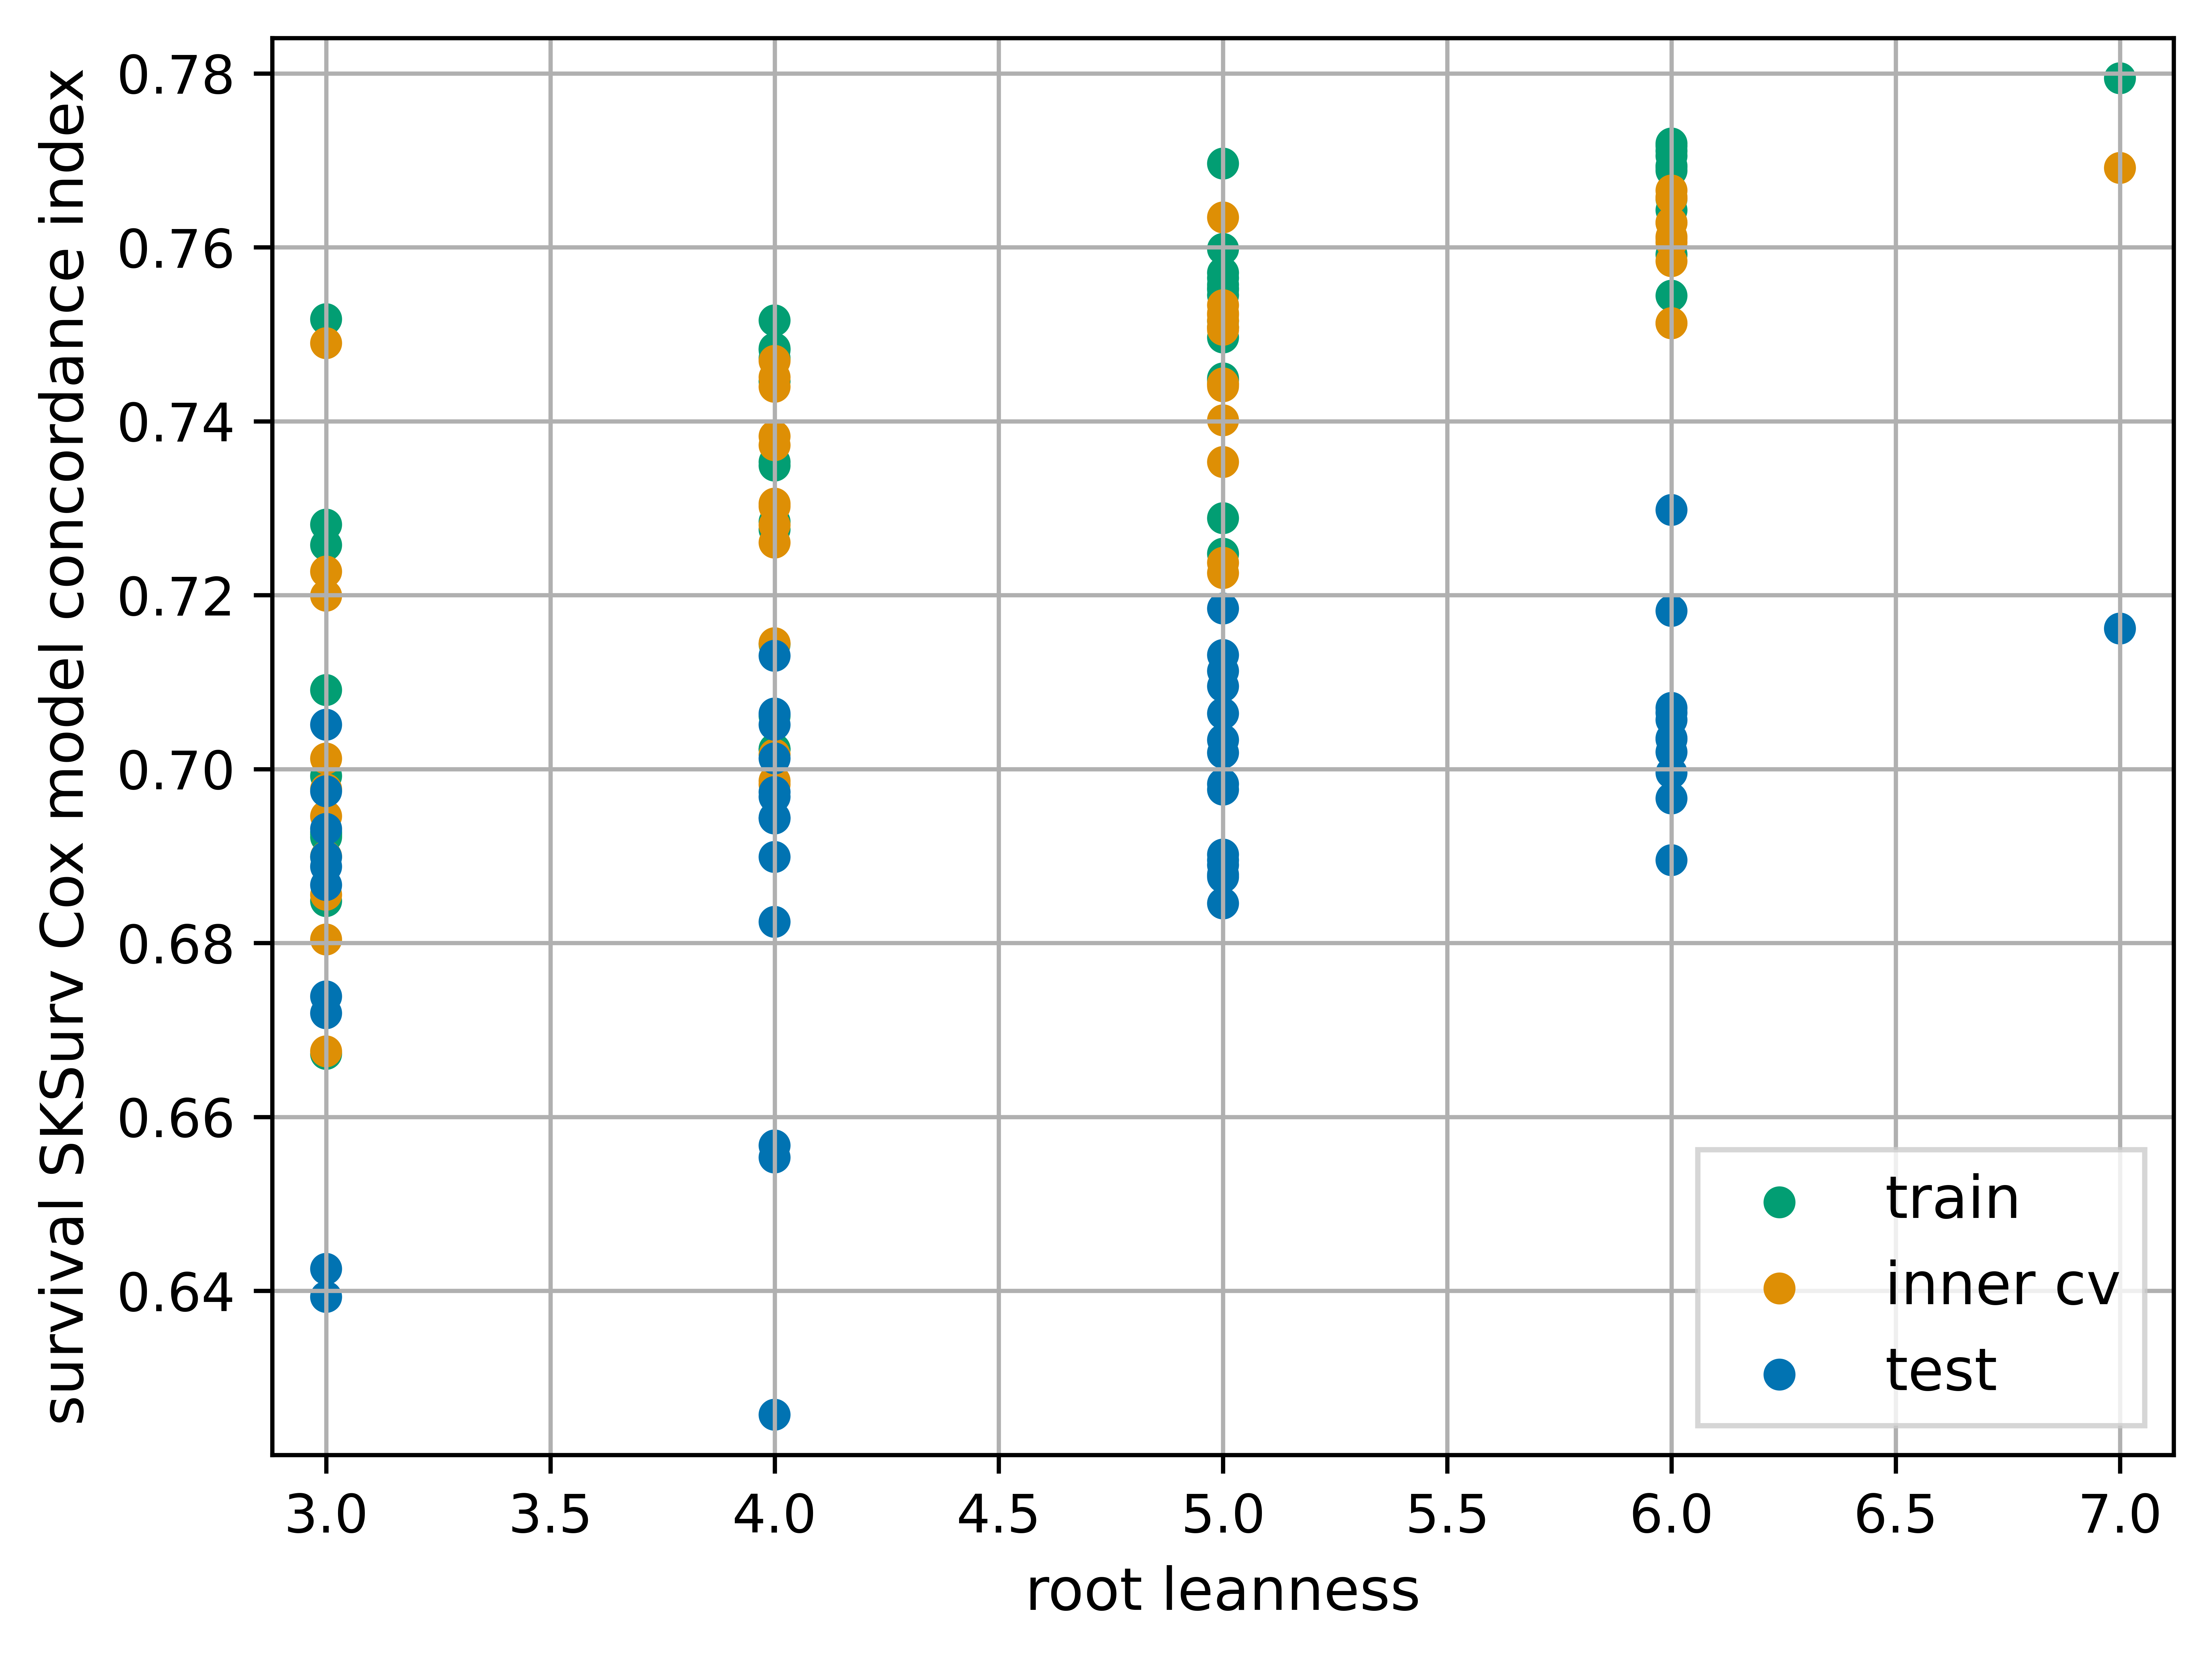 survival SKSurv Cox model concordance index
0.78
0.76
0.74
0.72
0.70
0.68
0.66
0.64
train
inner cv
test
3.0 3.5 4.0 4.5 5.0 5.5 6.0 6.5 7.0
root leanness